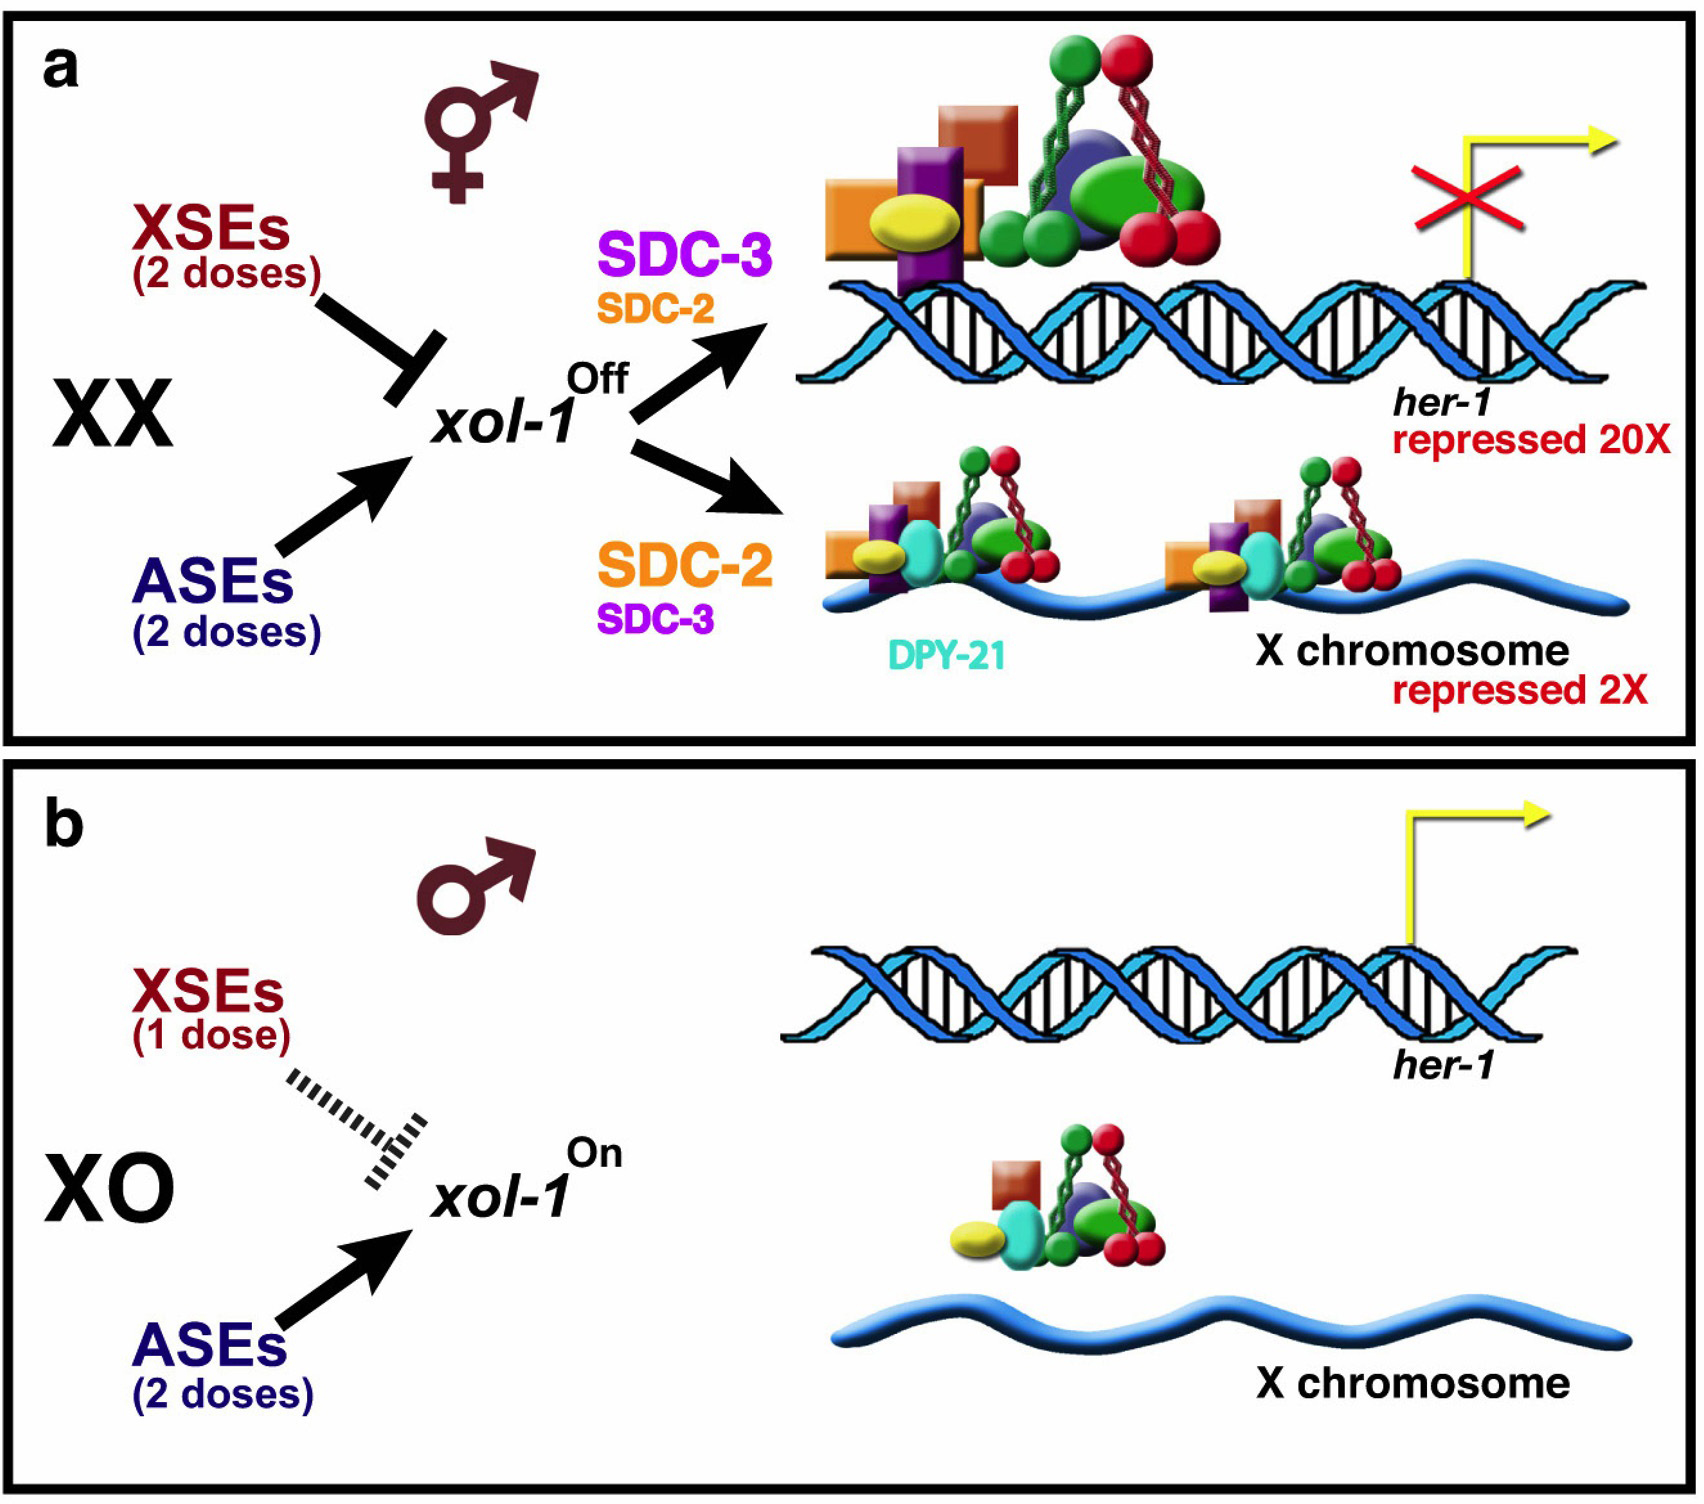 a
XSEs
(2 doses)
XX
xol-1 Off
ASEs
(2 doses)
SDC-3
SDC-2
her-1
repressed 20X
SDC-2
SDC-3
DPY-21
X chromosome
repressed 2X
b
XSEs
(1 dose)
XO
xol-1 On
ASEs
(2 doses)
her-1
X chromosome